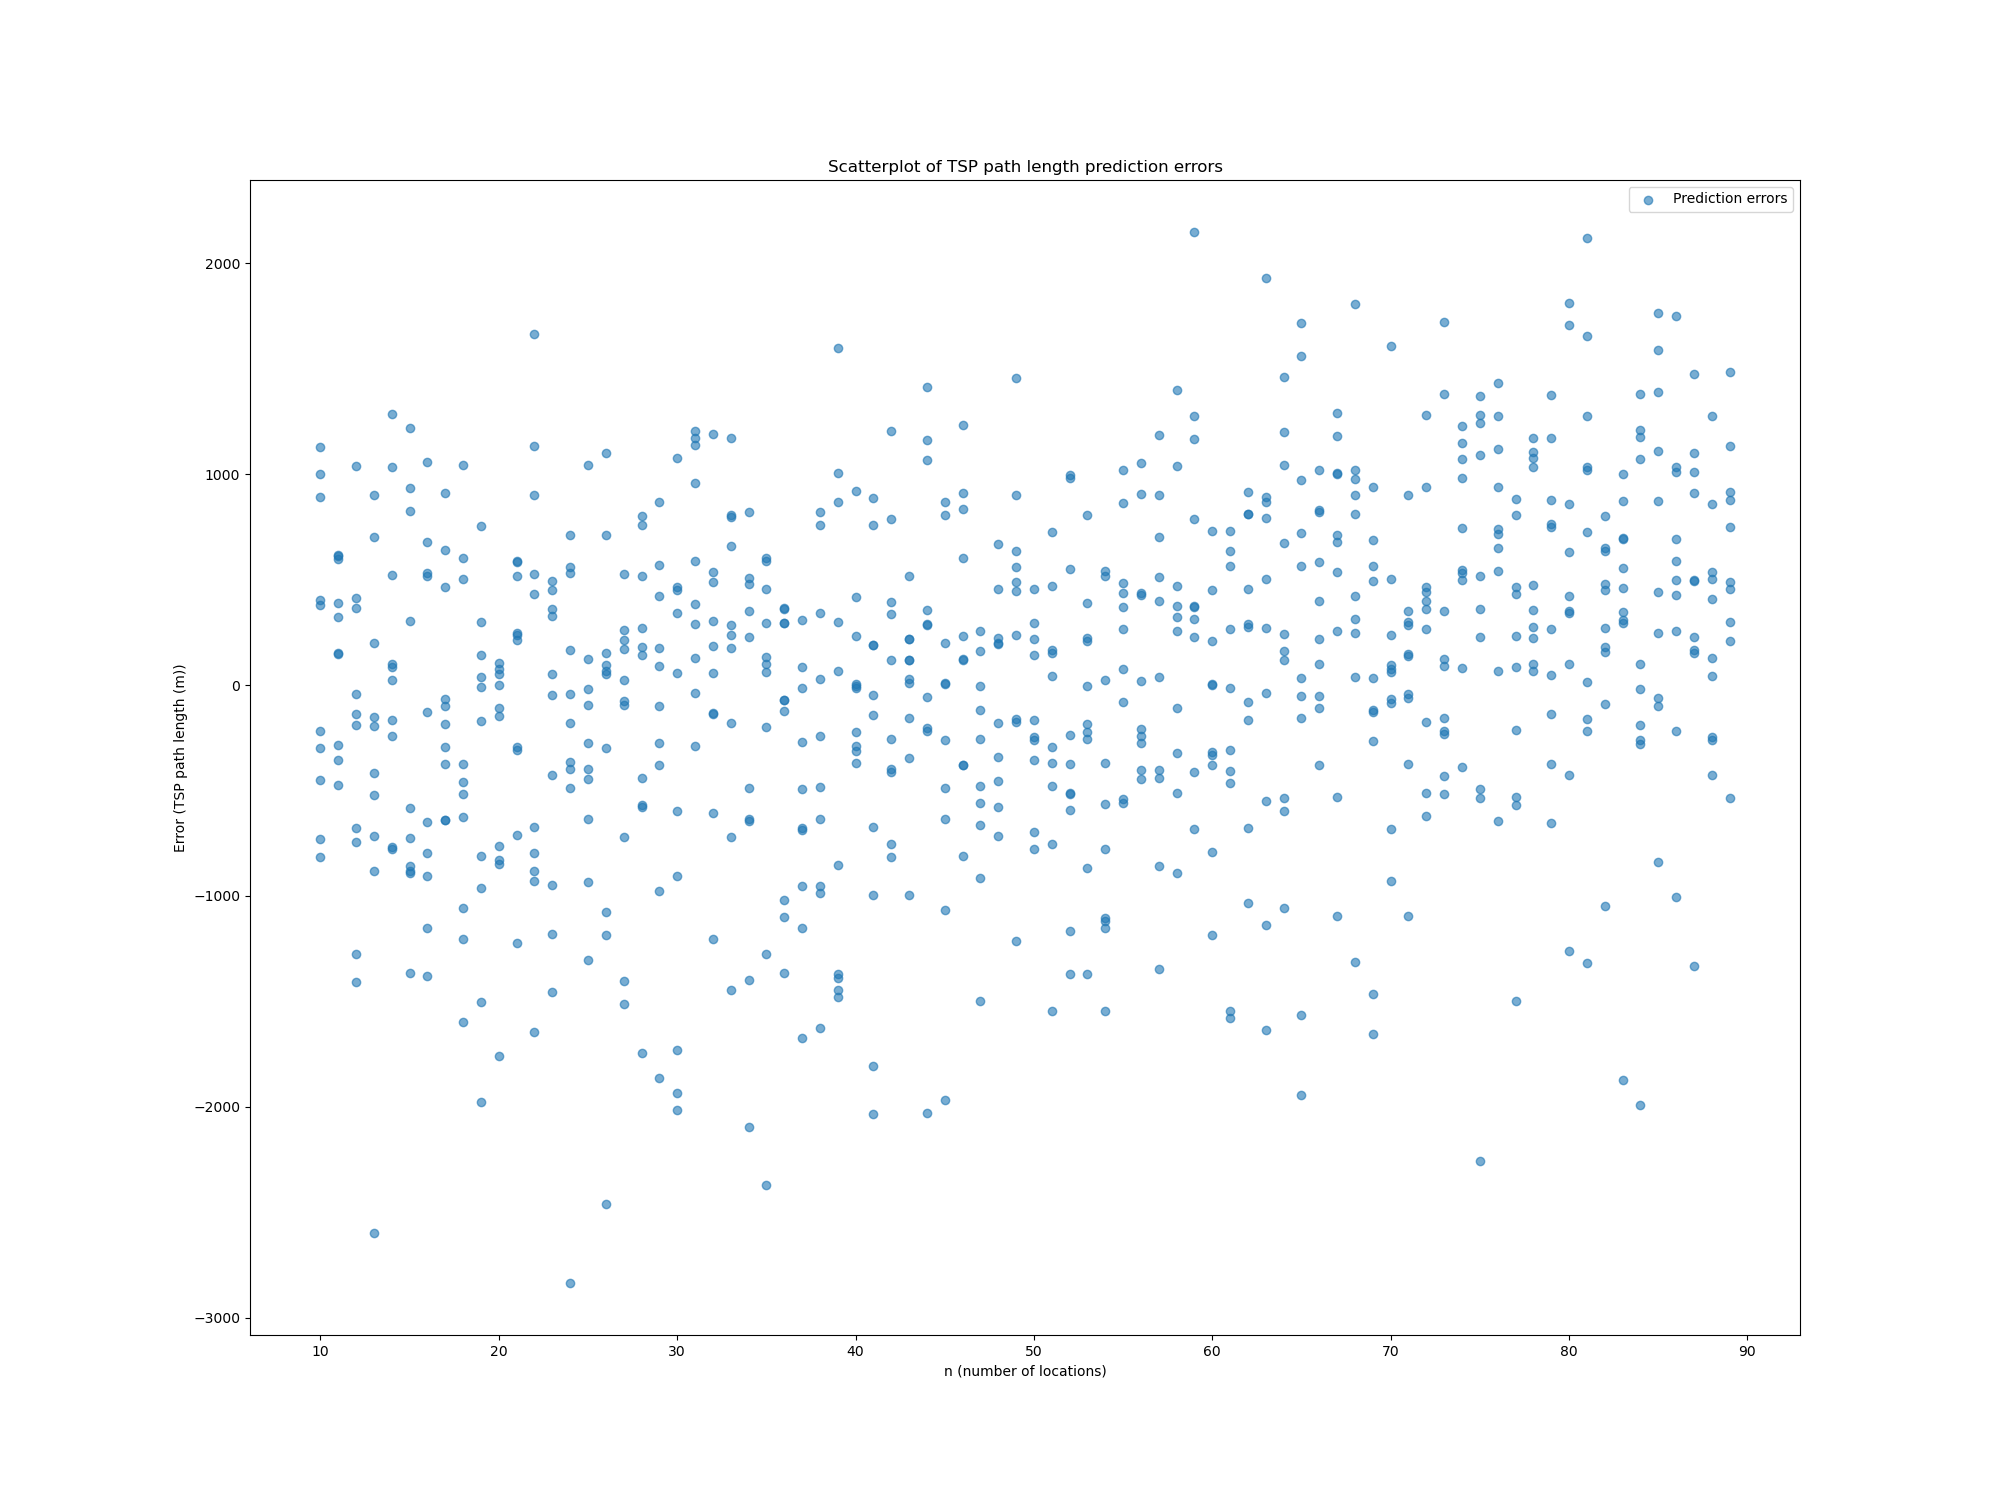 Scatterplot of TSP path length prediction errors
Prediction errors
Error (TSP path length (m))
2000
1000
0
−1000
−2000
−3000
10 20 30 40 50 60 70 80 90
n (number of locations)